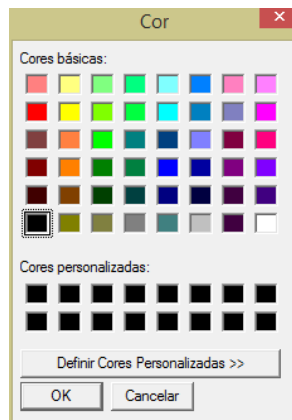 Cor
Cores básicas:
Cores personalizadas:
Definir Cores Personalizadas >>
OK
Cancelar